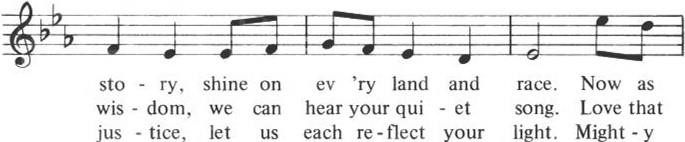 sto - ry, shine on ev 'ry land and race. Now as
wis - dom, we can hear your qui - et song. Love that
jus - tice, let us each re - flect your light. Might - y